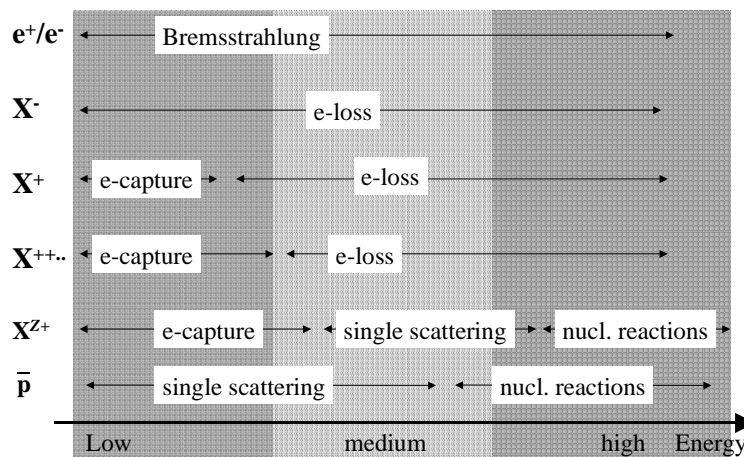 e⁺/e⁻ Bremsstrahlung
X⁻ e-loss
X⁺ e-capture e-loss
X⁺⁺·· e-capture e-loss
Xᶻ⁺ e-capture single scattering nucl. reactions
p̅ single scattering nucl. reactions
Low medium high Energy